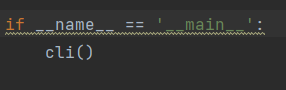 if __name__ == '__main__':
    cli()